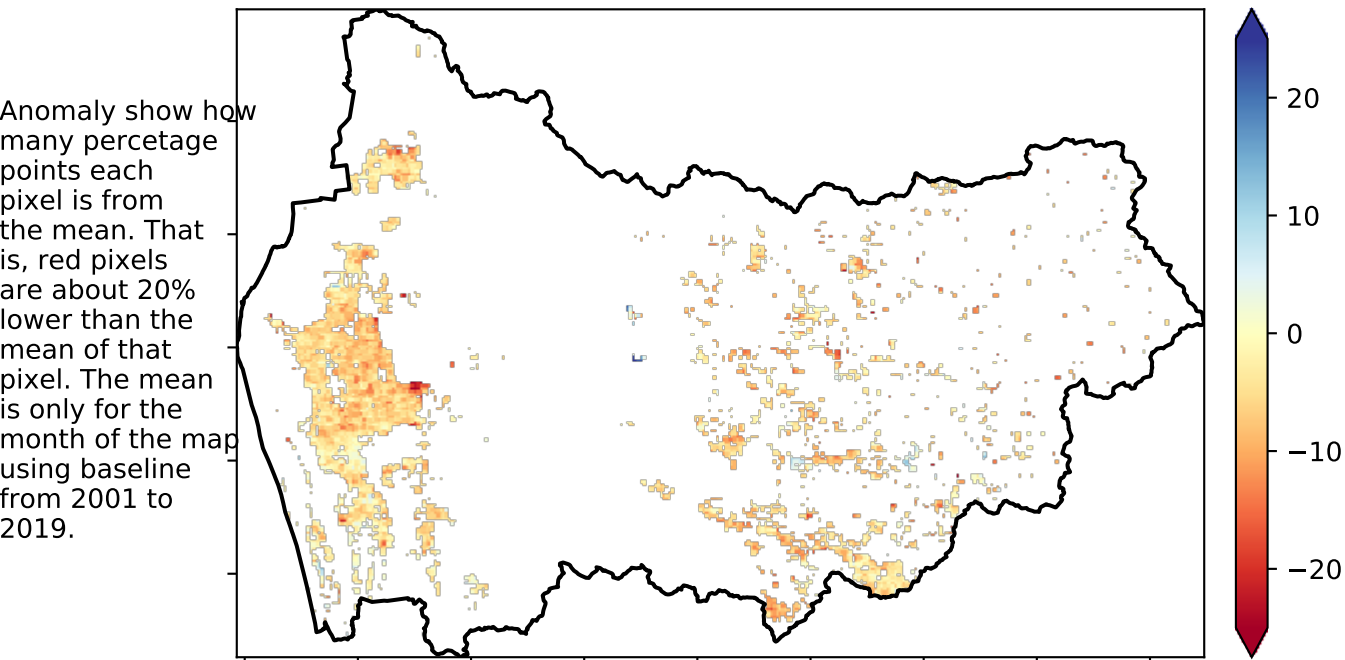 Anomaly show how
many percetage
points each
pixel is from
the mean. That
is, red pixels
are about 20%
lower than the
mean of that
pixel. The mean
is only for the
month of the map
using baseline
from 2001 to
2019.
20
10
0
−10
−20